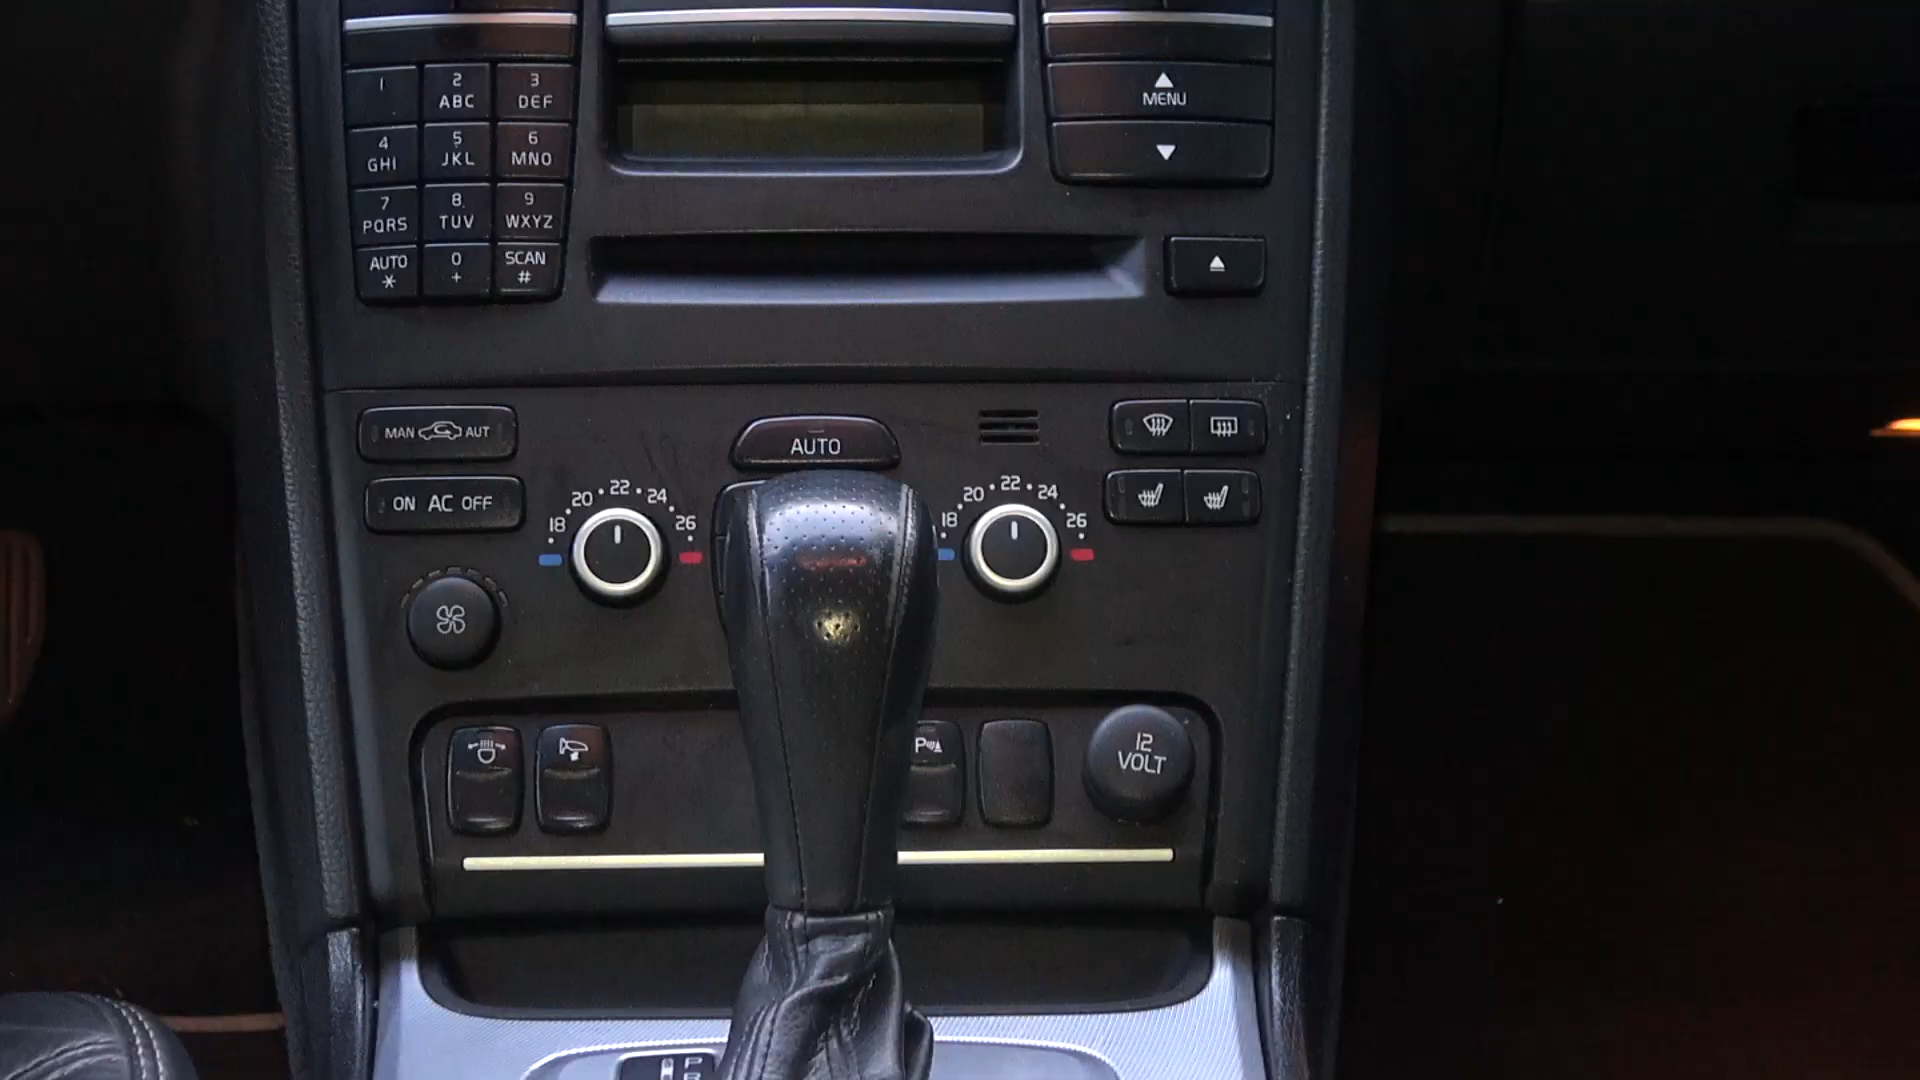 1
2
ABC
3
DEF
MENU
4
GHI
5
JKL
6
MNO
7
PQRS
8
TUV
9
WXYZ
AUTO
*
0
+
SCAN
#
MAN AUT
AUTO
ON AC OFF
18 20 22 24 26
18 20 22 24 26
P
12
VOLT
P
R